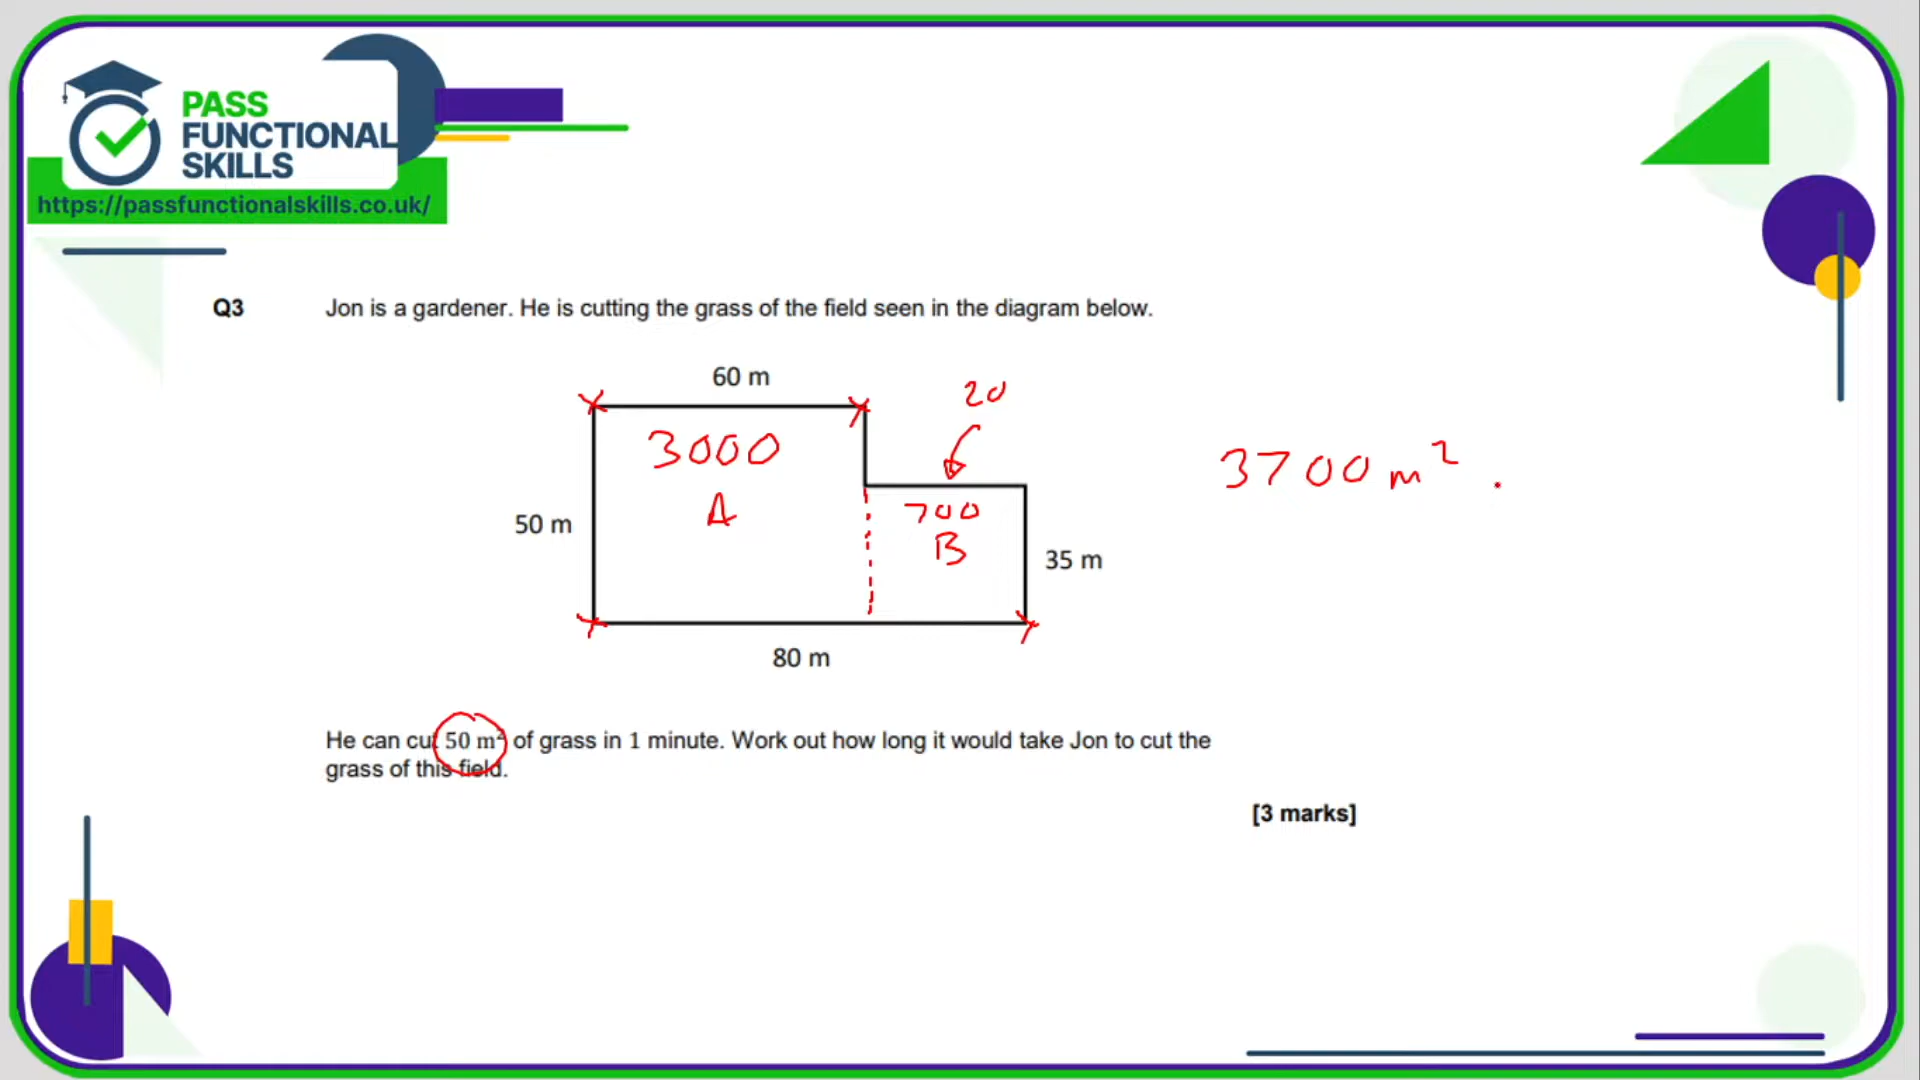 PASS
FUNCTIONAL
SKILLS
https://passfunctionalskills.co.uk/
Q3 Jon is a gardener. He is cutting the grass of the field seen in the diagram below.
60 m
20
3000
3700 m²
A
700
B
50 m
35 m
80 m
He can cut 50 m² of grass in 1 minute. Work out how long it would take Jon to cut the
grass of this field.
[3 marks]